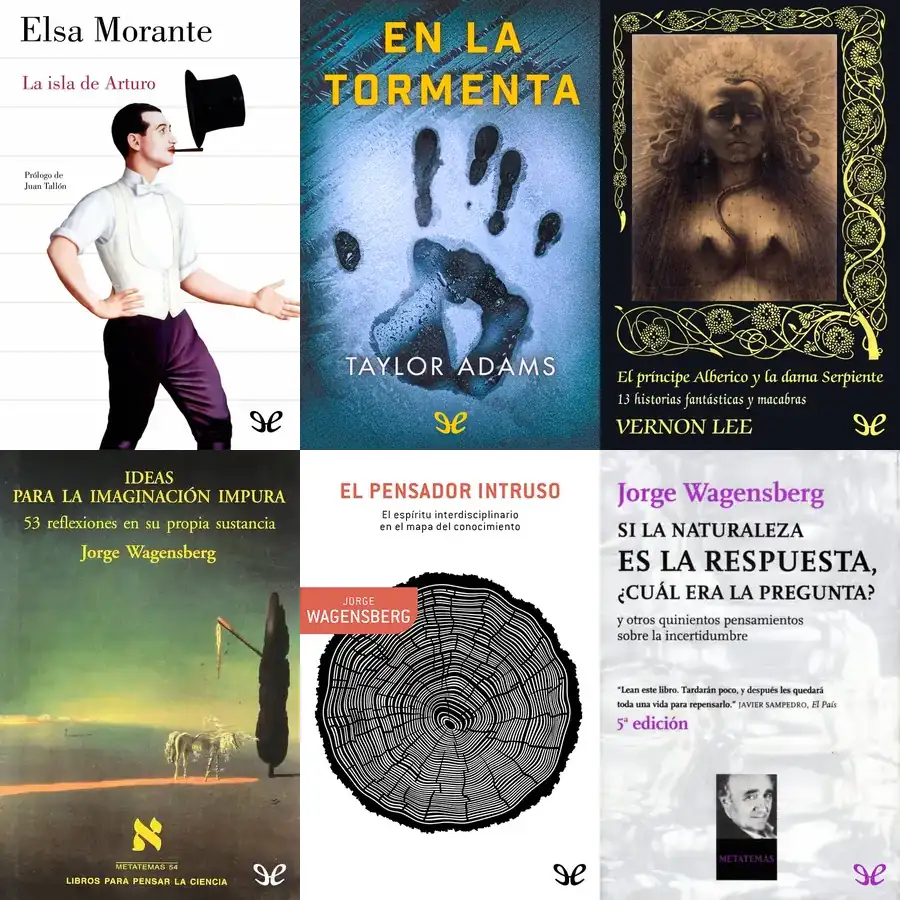 Elsa Morante
La isla de Arturo
Prólogo de
Juan Tallón
EN LA
TORMENTA
TAYLOR ADAMS
El príncipe Alberico y la dama Serpiente
13 historias fantásticas y macabras
VERNON LEE
IDEAS
PARA LA IMAGINACIÓN IMPURA
53 reflexiones en su propia sustancia
Jorge Wagensberg
METATEMAS 54
LIBROS PARA PENSAR LA CIENCIA
EL PENSADOR INTRUSO
El espíritu interdisciplinario
en el mapa del conocimiento
JORGE
WAGENSBERG
Jorge Wagensberg
SI LA NATURALEZA
ES LA RESPUESTA,
¿CUÁL ERA LA PREGUNTA?
y otros quinientos pensamientos
sobre la incertidumbre
"Lean este libro. Tardarán poco, y después les quedará
toda una vida para repensarlo." JAVIER SAMPEDRO, El País
5ª edición
METATEMAS